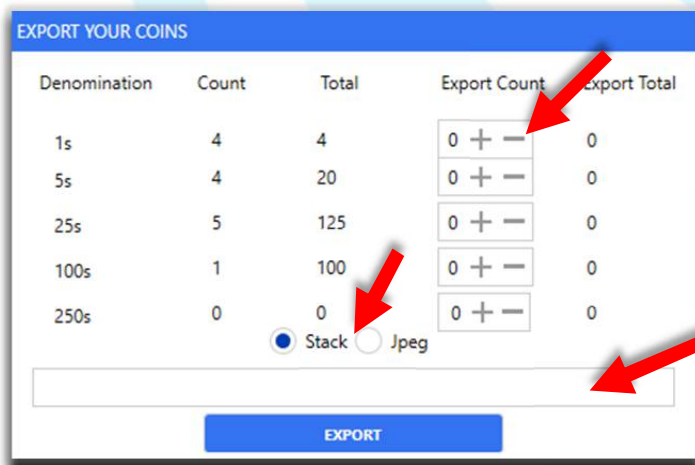 EXPORT YOUR COINS
Denomination Count Total Export Count Export Total
1s 4 4 0 + − 0
5s 4 20 0 + − 0
25s 5 125 0 + − 0
100s 1 100 0 + − 0
250s 0 0 0 + − 0
Stack Jpeg
EXPORT